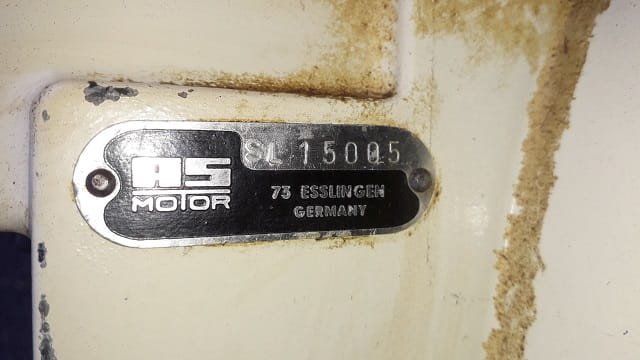 AS
MOTOR
SL 15005
73 ESSLINGEN
GERMANY